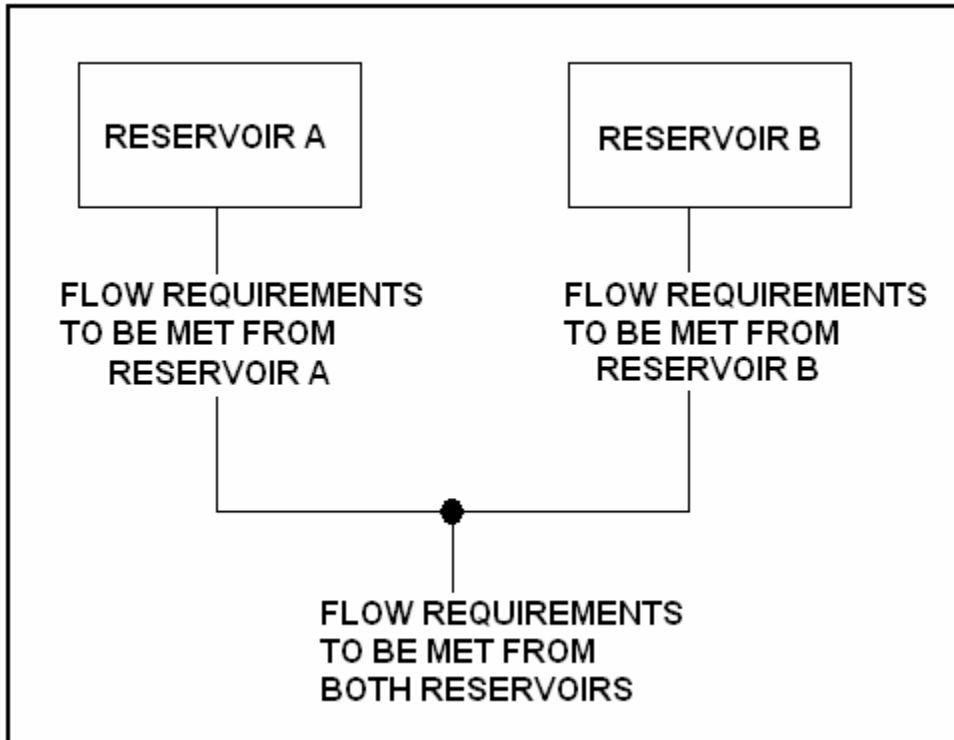 RESERVOIR A
RESERVOIR B
FLOW REQUIREMENTS
TO BE MET FROM
RESERVOIR A
FLOW REQUIREMENTS
TO BE MET FROM
RESERVOIR B
FLOW REQUIREMENTS
TO BE MET FROM
BOTH RESERVOIRS